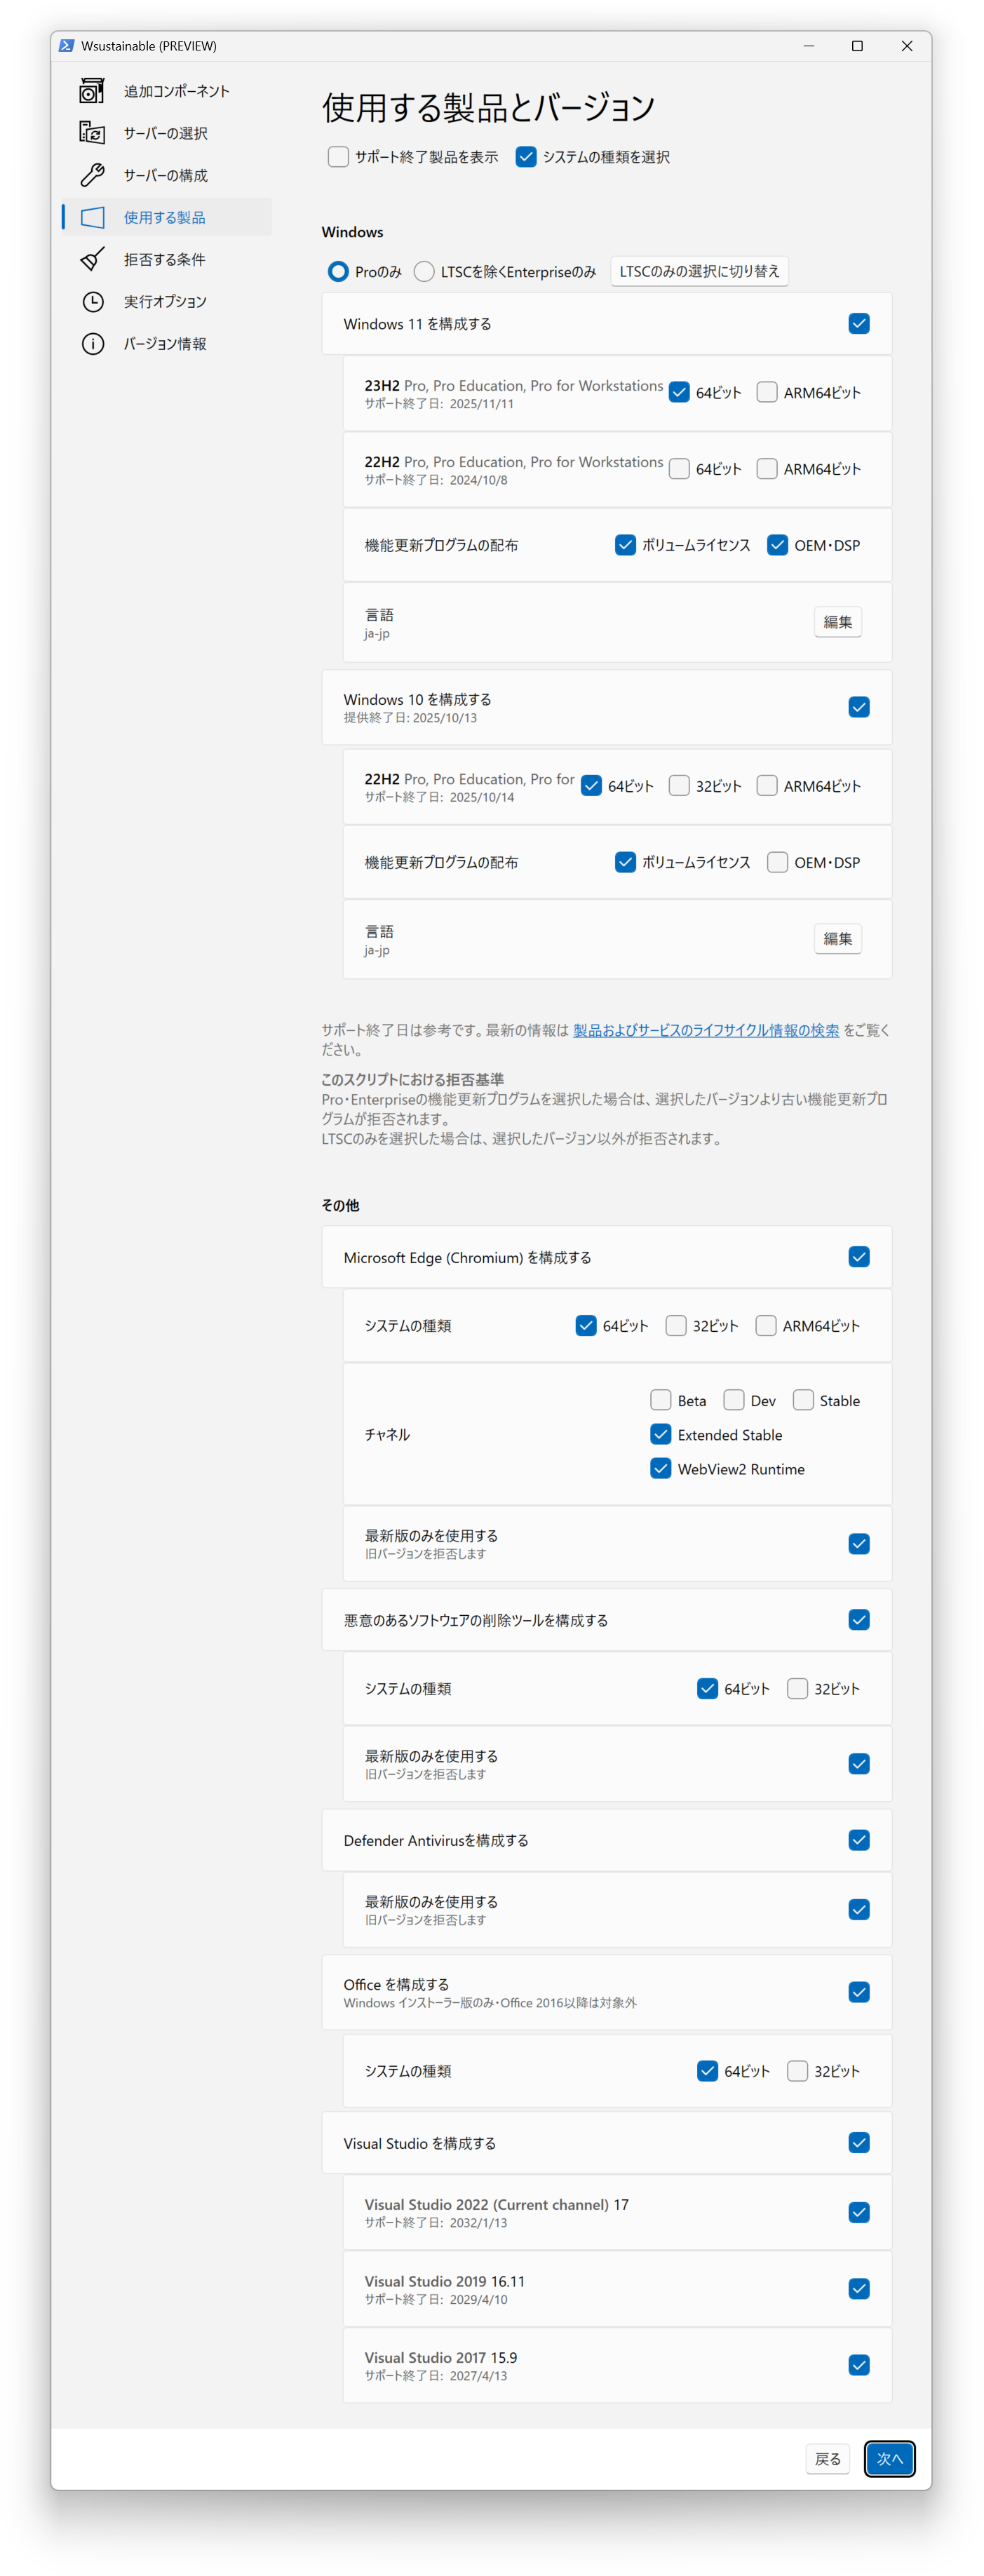 Wsustainable (PREVIEW)
追加コンポーネント
サーバーの選択
サーバーの構成
使用する製品
拒否する条件
実行オプション
バージョン情報
使用する製品とバージョン
サポート終了製品を表示 システムの種類を選択
Windows
Proのみ LTSCを除くEnterpriseのみ LTSCのみの選択に切り替え
Windows 11 を構成する
23H2 Pro, Pro Education, Pro for Workstations 64ビット ARM64ビット
サポート終了日: 2025/11/11
22H2 Pro, Pro Education, Pro for Workstations 64ビット ARM64ビット
サポート終了日: 2024/10/8
機能更新プログラムの配布 ボリュームライセンス OEM・DSP
言語
ja-jp
編集
Windows 10 を構成する
提供終了日: 2025/10/13
22H2 Pro, Pro Education, Pro for 64ビット 32ビット ARM64ビット
サポート終了日: 2025/10/14
機能更新プログラムの配布 ボリュームライセンス OEM・DSP
言語
ja-jp
編集
サポート終了日は参考です。最新の情報は 製品およびサービスのライフサイクル情報の検索 をご覧く
ださい。
このスクリプトにおける拒否基準
Pro・Enterpriseの機能更新プログラムを選択した場合は、選択したバージョンより古い機能更新プロ
グラムが拒否されます。
LTSCのみを選択した場合は、選択したバージョン以外が拒否されます。
その他
Microsoft Edge (Chromium) を構成する
システムの種類 64ビット 32ビット ARM64ビット
チャネル
Beta Dev Stable
Extended Stable
WebView2 Runtime
最新版のみを使用する
旧バージョンを拒否します
悪意のあるソフトウェアの削除ツールを構成する
システムの種類 64ビット 32ビット
最新版のみを使用する
旧バージョンを拒否します
Defender Antivirusを構成する
最新版のみを使用する
旧バージョンを拒否します
Office を構成する
Windows インストーラー版のみ・Office 2016以降は対象外
システムの種類 64ビット 32ビット
Visual Studio を構成する
Visual Studio 2022 (Current channel) 17
サポート終了日: 2032/1/13
Visual Studio 2019 16.11
サポート終了日: 2029/4/10
Visual Studio 2017 15.9
サポート終了日: 2027/4/13
戻る 次へ